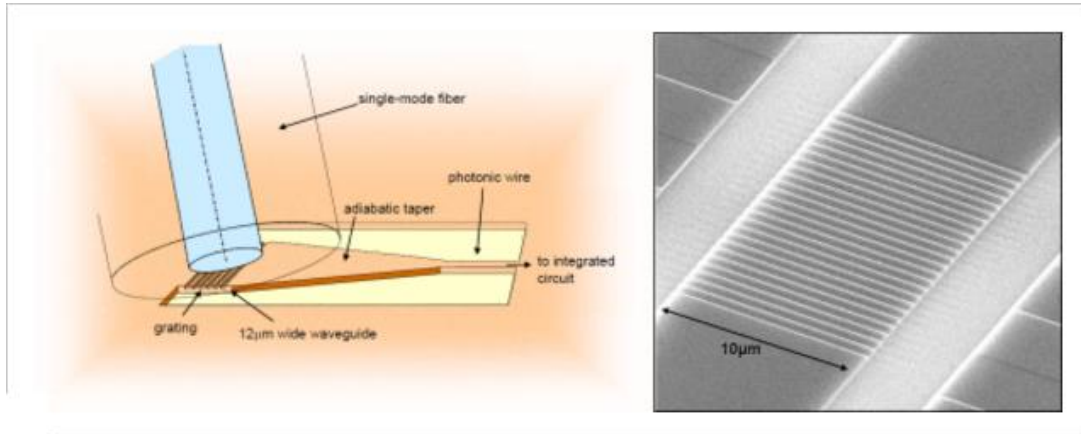 single-mode fiber
photonic wire
adiabatic taper
to integrated
circuit
grating
12μm wide waveguide
10μm